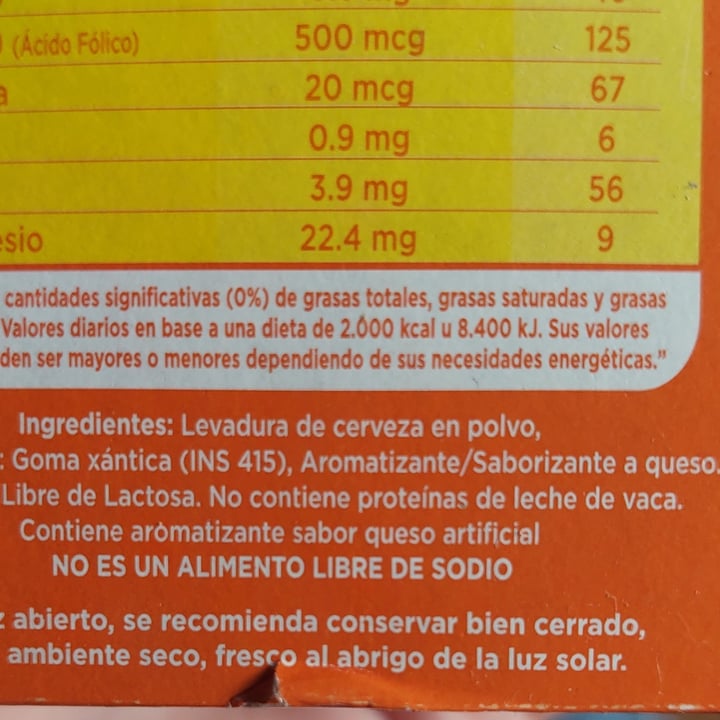 (Ácido Fólico) 500 mcg 125
a 20 mcg 67
0.9 mg 6
3.9 mg 56
esio 22.4 mg 9
cantidades significativas (0%) de grasas totales, grasas saturadas y grasas
Valores diarios en base a una dieta de 2.000 kcal u 8.400 kJ. Sus valores
den ser mayores o menores dependiendo de sus necesidades energéticas."
Ingredientes: Levadura de cerveza en polvo,
: Goma xántica (INS 415), Aromatizante/Saborizante a queso.
Libre de Lactosa. No contiene proteínas de leche de vaca.
Contiene aromatizante sabor queso artificial
NO ES UN ALIMENTO LIBRE DE SODIO
z abierto, se recomienda conservar bien cerrado,
ambiente seco, fresco al abrigo de la luz solar.